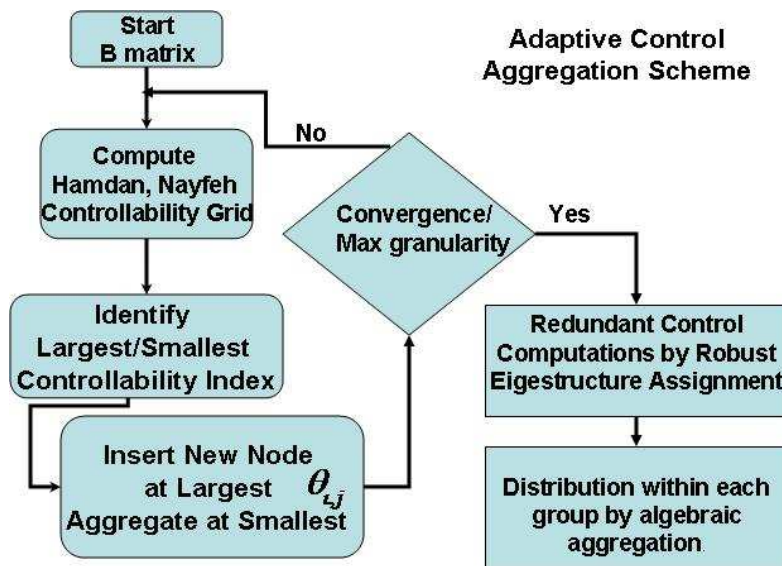 Start
B matrix
Adaptive Control
Aggregation Scheme
No
Compute
Hamdan, Nayfeh
Controllability Grid
Convergence/
Max granularity
Yes
Identify
Largest/Smallest
Controllability Index
Redundant Control
Computations by Robust
Eigestructure Assignment
Insert New Node
at Largest θ_{i,j}
Aggregate at Smallest
Distribution within each
group by algebraic
aggregation